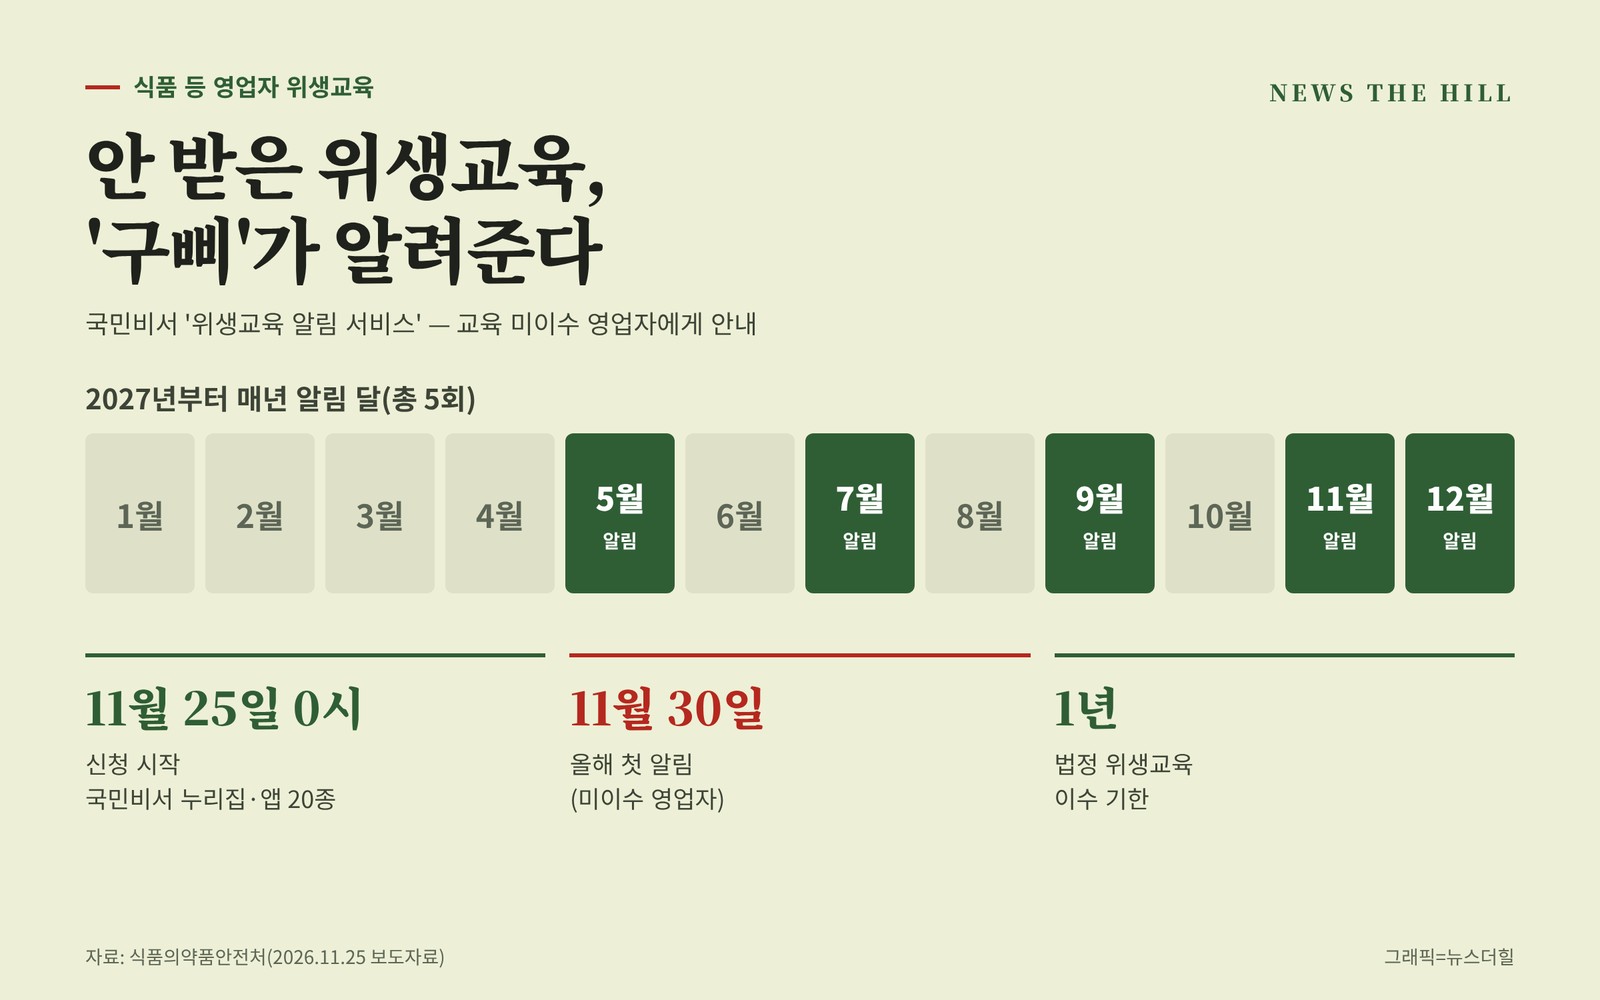 식품 등 영업자 위생교육
NEWS THE HILL
안 받은 위생교육,
'구삐'가 알려준다
국민비서 '위생교육 알림 서비스' — 교육 미이수 영업자에게 안내
2027년부터 매년 알림 달(총 5회)
1월
2월
3월
4월
5월
알림
6월
7월
알림
8월
9월
알림
10월
11월
알림
12월
알림
11월 25일 0시
신청 시작
국민비서 누리집·앱 20종
11월 30일
올해 첫 알림
(미이수 영업자)
1년
법정 위생교육
이수 기한
자료: 식품의약품안전처(2026.11.25 보도자료)
그래픽=뉴스더힐